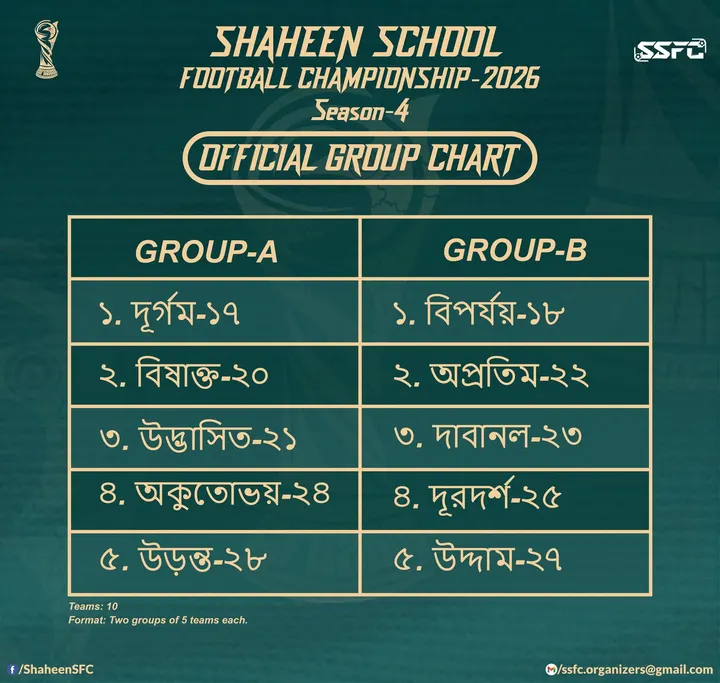 SHAHEEN SCHOOL
SSFC
FOOTBALL CHAMPIONSHIP-2026
Season-4
OFFICIAL GROUP CHART
GROUP-A GROUP-B
১. দূর্গম-১৭ ১. বিপর্যয়-১৮
২. বিষাক্ত-২০ ২. অপ্রতিম-২২
৩. উদ্ভাসিত-২১ ৩. দাবানল-২৩
৪. অকুতোভয়-২৪ ৪. দূরদর্শ-২৫
৫. উড়ন্ত-২৮ ৫. উদ্দাম-২৭
Teams: 10
Format: Two groups of 5 teams each.
/ShaheenSFC /ssfc.organizers@gmail.com